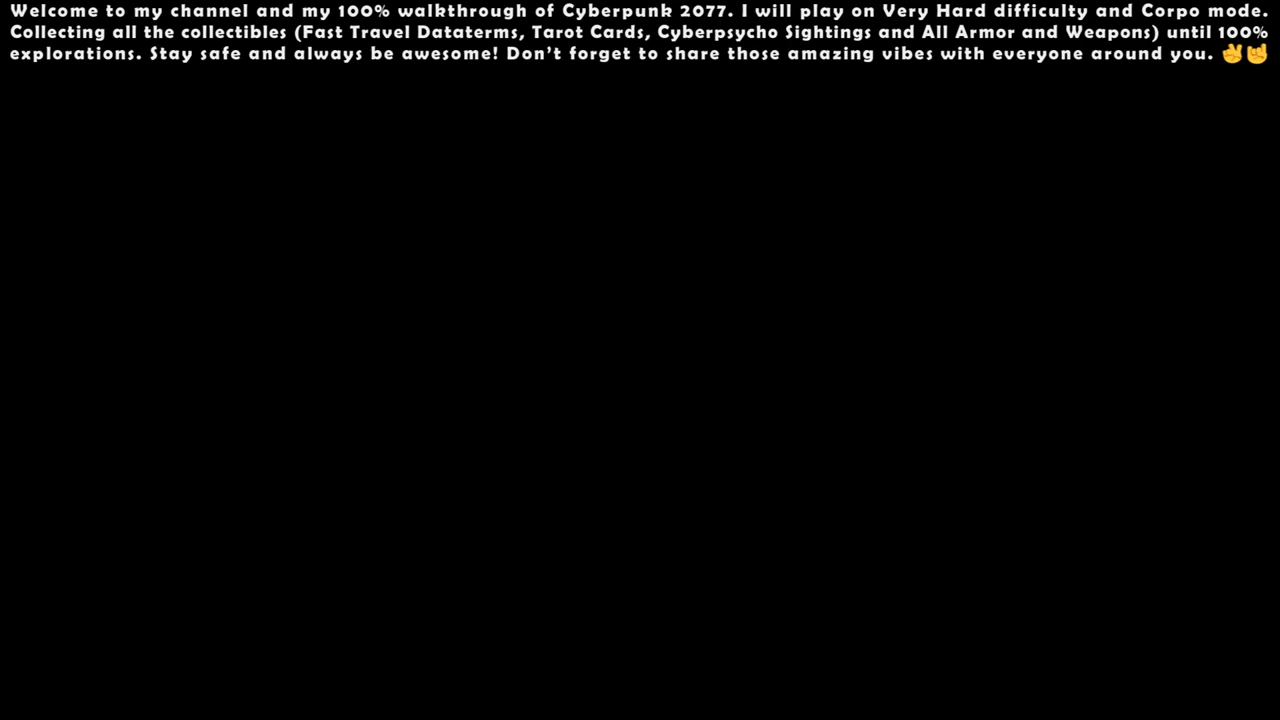 Welcome to my channel and my 100% walkthrough of Cyberpunk 2077. I will play on Very Hard difficulty and Corpo mode.
Collecting all the collectibles (Fast Travel Dataterms, Tarot Cards, Cyberpsycho Sightings and All Armor and Weapons) until 100%
explorations. Stay safe and always be awesome! Don’t forget to share those amazing vibes with everyone around you. ✌️🤘